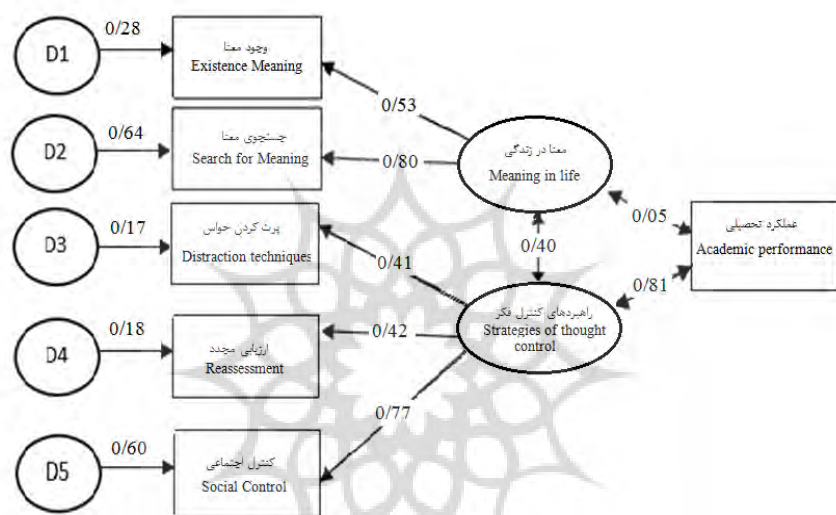 D1
0/28
وجود معنا
Existence Meaning
0/53
D2
0/64
جستجوی معنا
Search for Meaning
0/80
معنا در زندگی
Meaning in life
D3
0/17
پرت کردن حواس
Distraction techniques
0/41
0/40
0/05
عملکرد تحصیلی
Academic performance
0/81
راهبردهای کنترل فکر
Strategies of thought
control
D4
0/18
ارزیابی مجدد
Reassessment
0/42
0/77
D5
0/60
کنترل اجتماعی
Social Control